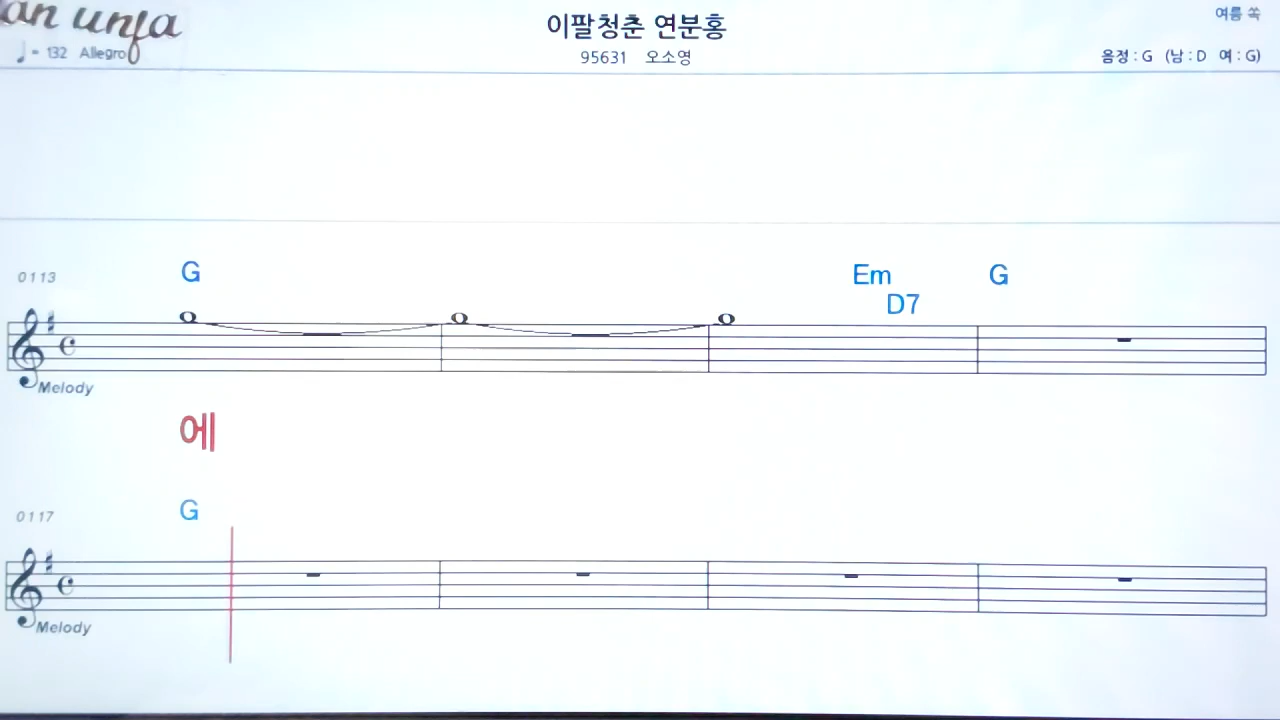 an unfa
이팔청춘 연분홍
여름 쏙
♩= 132 Allegro
95631 오소영
음정 : G (남 : D 여 : G)
0113 G Em G
D7
Melody
에
0117 G
Melody